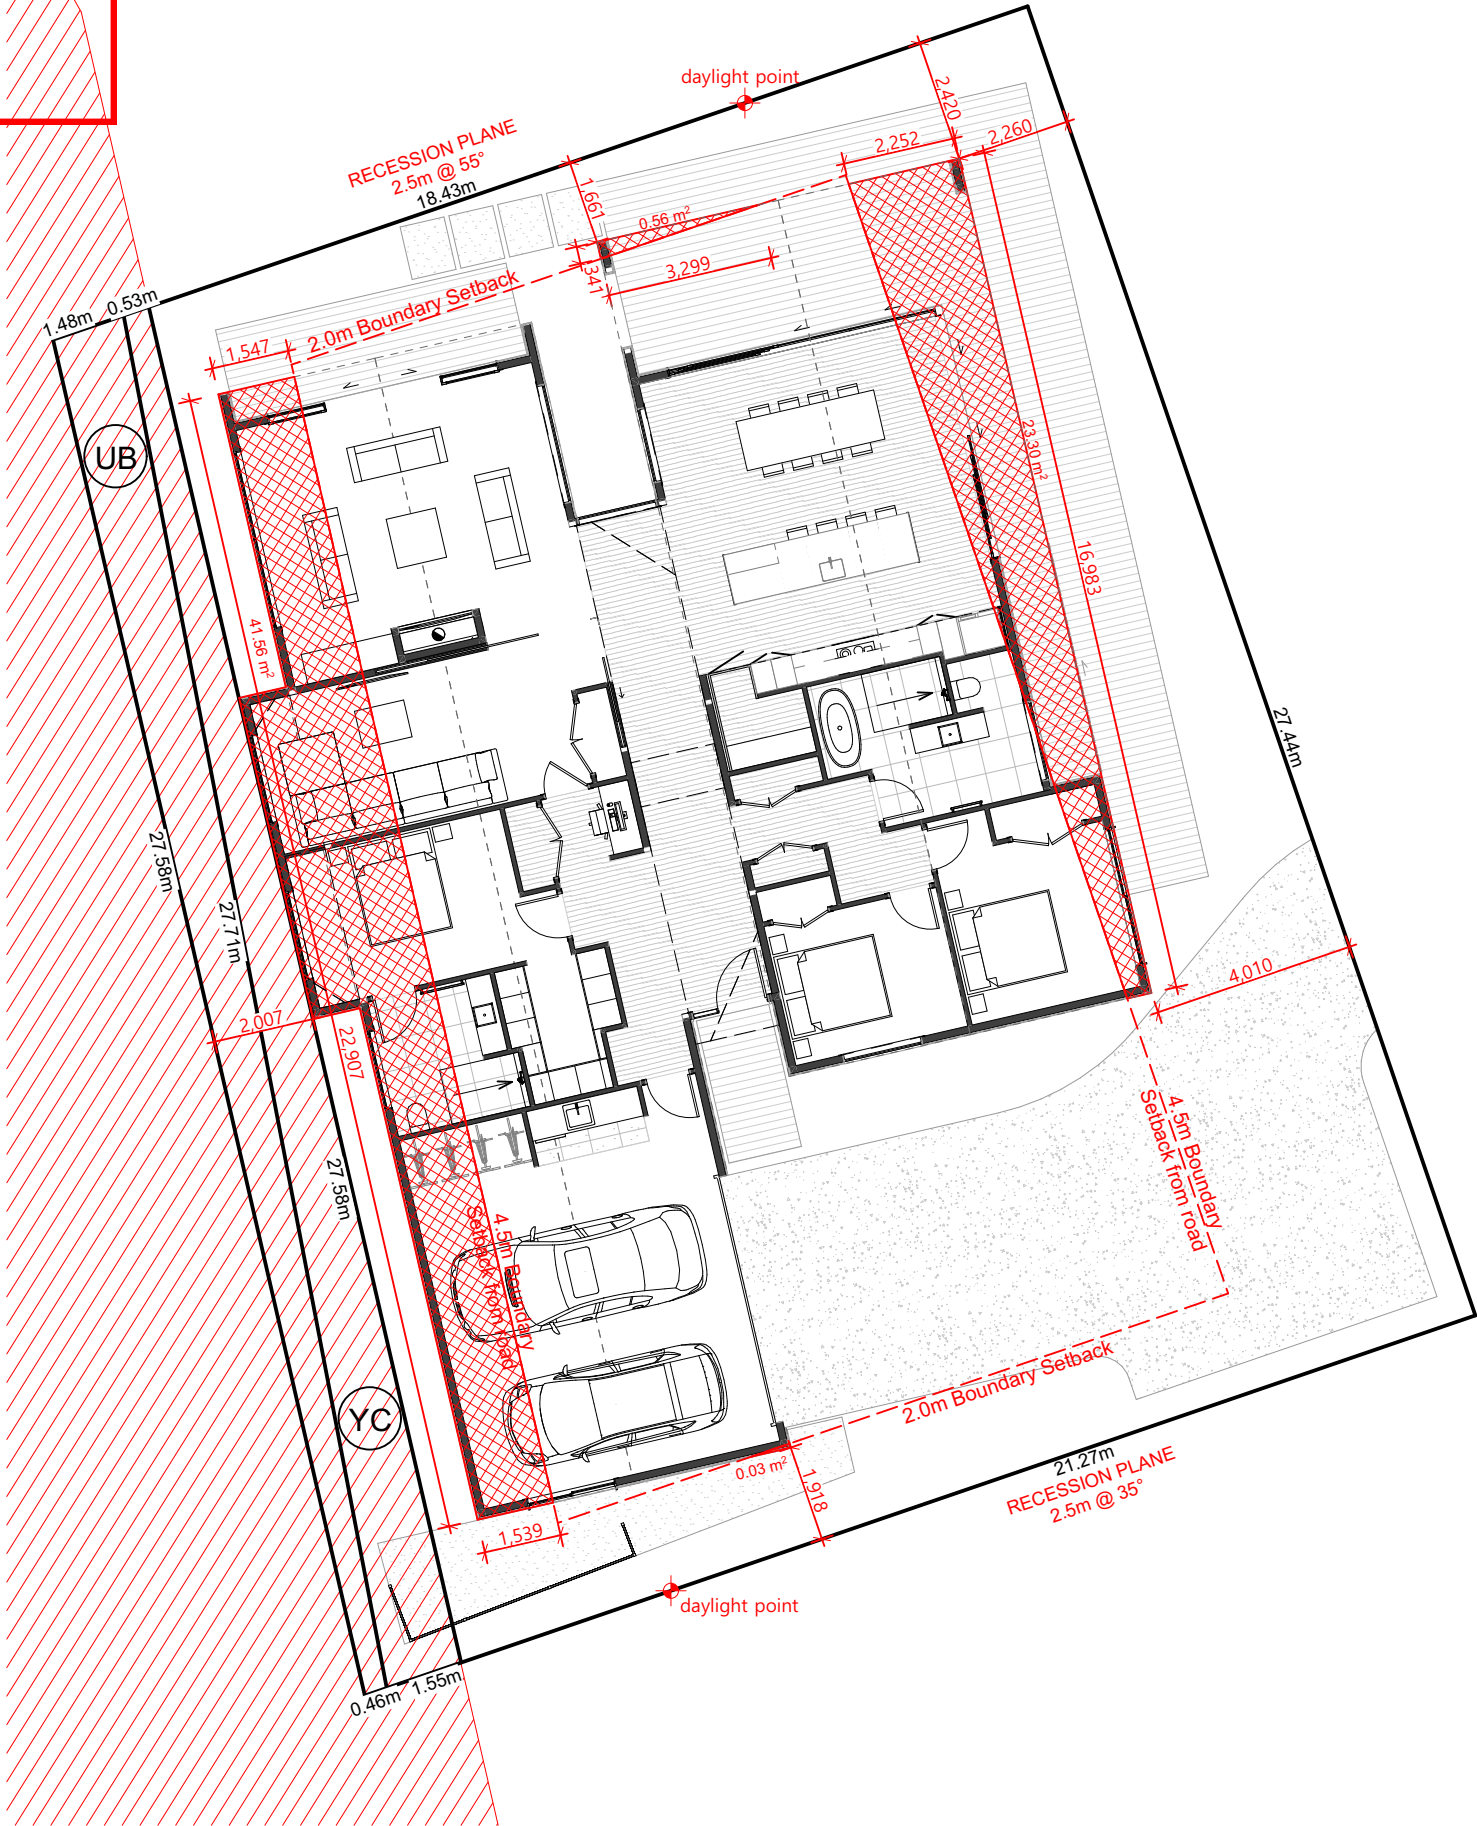 daylight point
2,420
2,260
2,252
RECESSION PLANE
2.5m @ 55°
18.43m
1,661
0.56 m²
341
3,299
2.0m Boundary Setback
1.48m
0.53m
1,547
UB
23.30 m²
16,983
41.56 m²
27.44m
27.58m
27.71m
2,007
22,907
4,010
4.5m Boundary
Setback from road
27.58m
4.5m Boundary
Setback from road
2.0m Boundary Setback
YC
0.03 m²
1,918
21.27m
RECESSION PLANE
2.5m @ 35°
1,539
daylight point
0.46m
1.55m